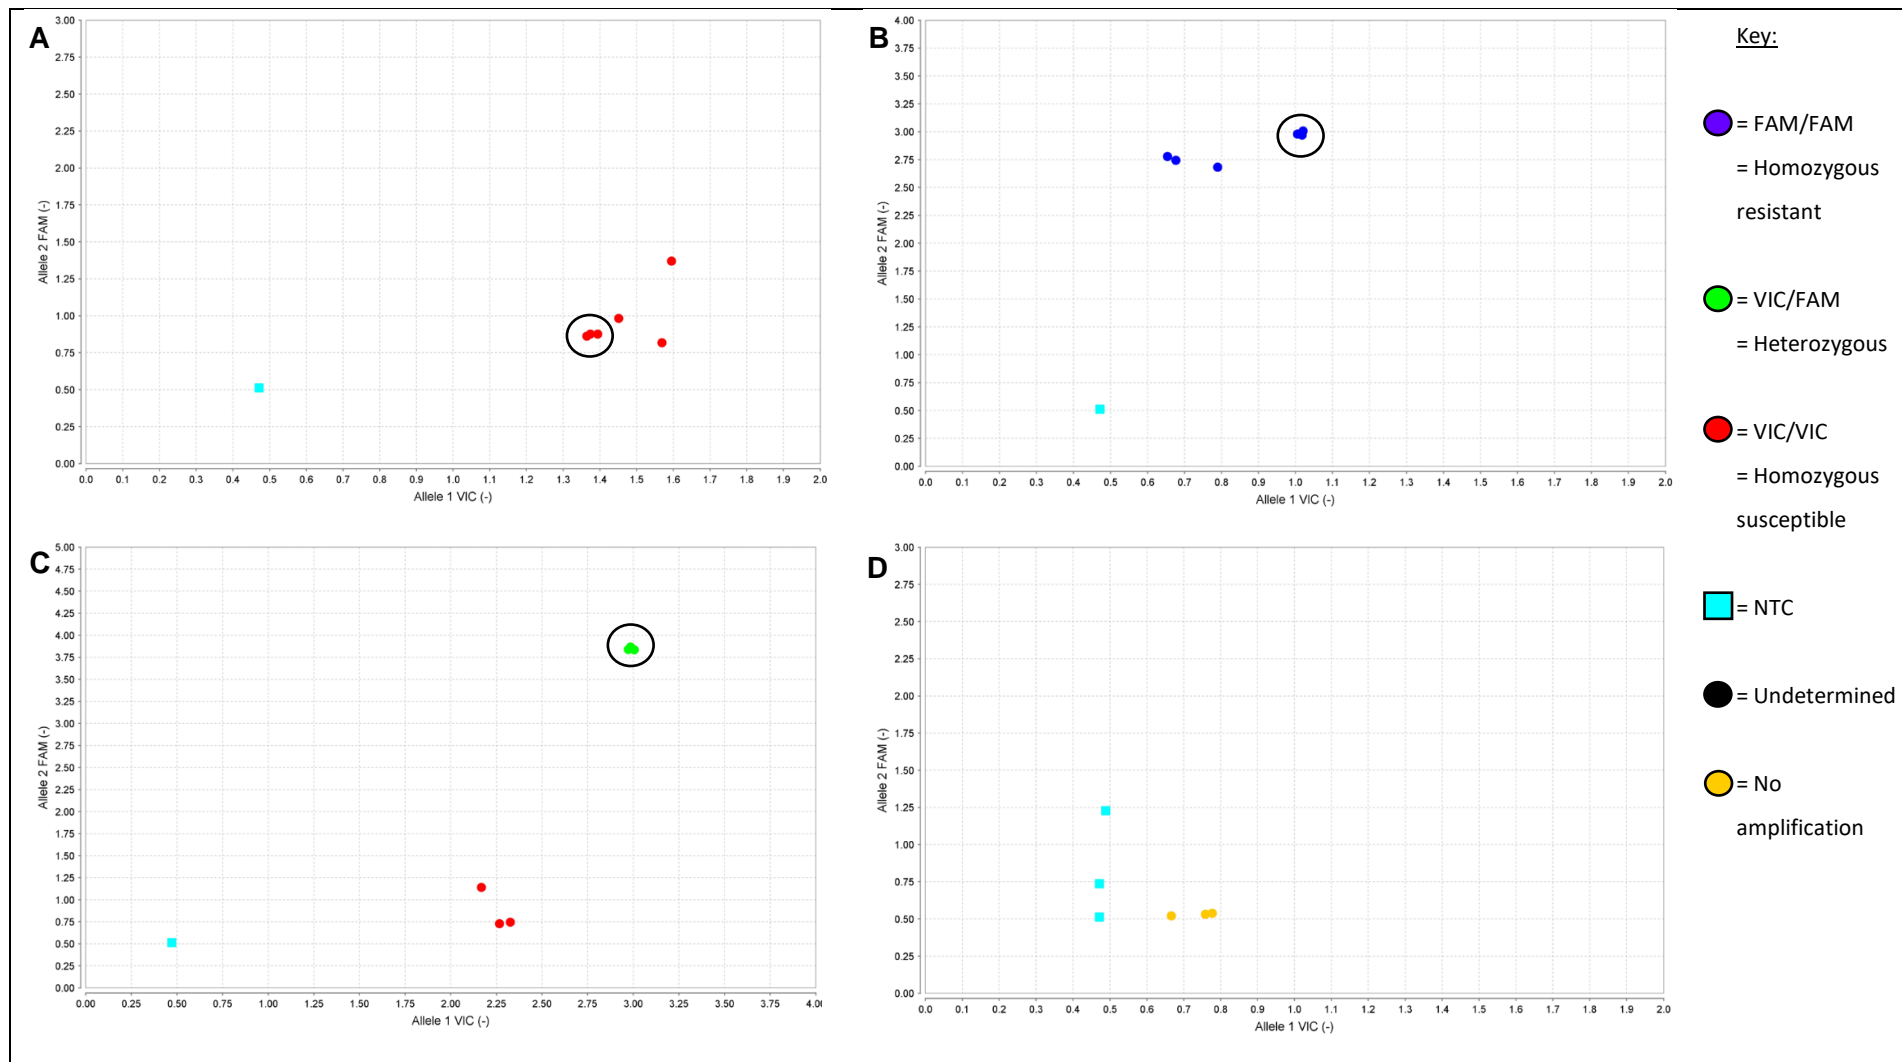 A
3.00
2.75
2.50
2.25
2.00
1.75
1.50
1.25
1.00
0.75
0.50
0.25
0.00
Allele 2 FAM (-)
0.0 0.1 0.2 0.3 0.4 0.5 0.6 0.7 0.8 0.9 1.0 1.1 1.2 1.3 1.4 1.5 1.6 1.7 1.8 1.9 2.0
Allele 1 VIC (-)
B
4.00
3.75
3.50
3.25
3.00
2.75
2.50
2.25
2.00
1.75
1.50
1.25
1.00
0.75
0.50
0.25
0.00
Allele 2 FAM (-)
0.0 0.1 0.2 0.3 0.4 0.5 0.6 0.7 0.8 0.9 1.0 1.1 1.2 1.3 1.4 1.5 1.6 1.7 1.8 1.9 2.0
Allele 1 VIC (-)
C
5.00
4.75
4.50
4.25
4.00
3.75
3.50
3.25
3.00
2.75
2.50
2.25
2.00
1.75
1.50
1.25
1.00
0.75
0.50
0.25
0.00
Allele 2 FAM (-)
0.00 0.25 0.50 0.75 1.00 1.25 1.50 1.75 2.00 2.25 2.50 2.75 3.00 3.25 3.50 3.75 4.00
Allele 1 VIC (-)
D
3.00
2.75
2.50
2.25
2.00
1.75
1.50
1.25
1.00
0.75
0.50
0.25
0.00
Allele 2 FAM (-)
0.0 0.1 0.2 0.3 0.4 0.5 0.6 0.7 0.8 0.9 1.0 1.1 1.2 1.3 1.4 1.5 1.6 1.7 1.8 1.9 2.0
Allele 1 VIC (-)
Key:
= FAM/FAM
= Homozygous
resistant
= VIC/FAM
= Heterozygous
= VIC/VIC
= Homozygous
susceptible
= NTC
= Undetermined
= No
amplification